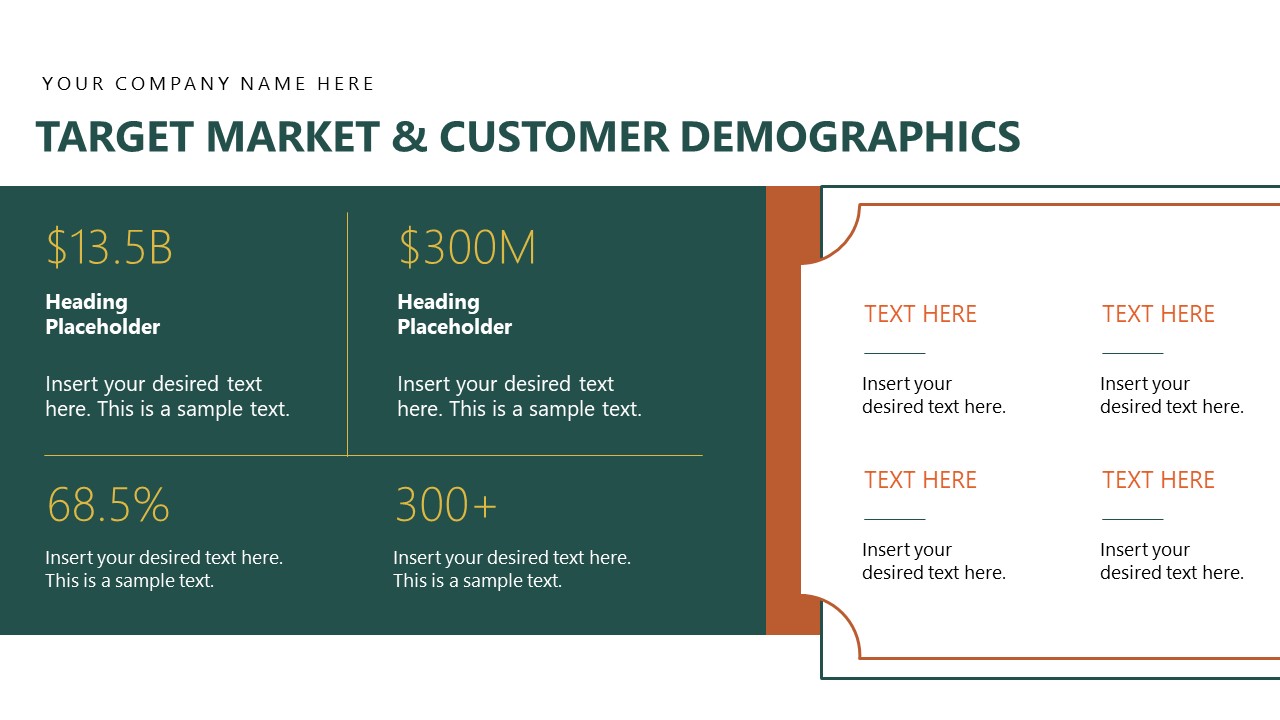 YOUR COMPANY NAME HERE
TARGET MARKET & CUSTOMER DEMOGRAPHICS
$13.5B
Heading
Placeholder
Insert your desired text
here. This is a sample text.
$300M
Heading
Placeholder
Insert your desired text
here. This is a sample text.
68.5%
Insert your desired text here.
This is a sample text.
300+
Insert your desired text here.
This is a sample text.
TEXT HERE
Insert your
desired text here.
TEXT HERE
Insert your
desired text here.
TEXT HERE
Insert your
desired text here.
TEXT HERE
Insert your
desired text here.